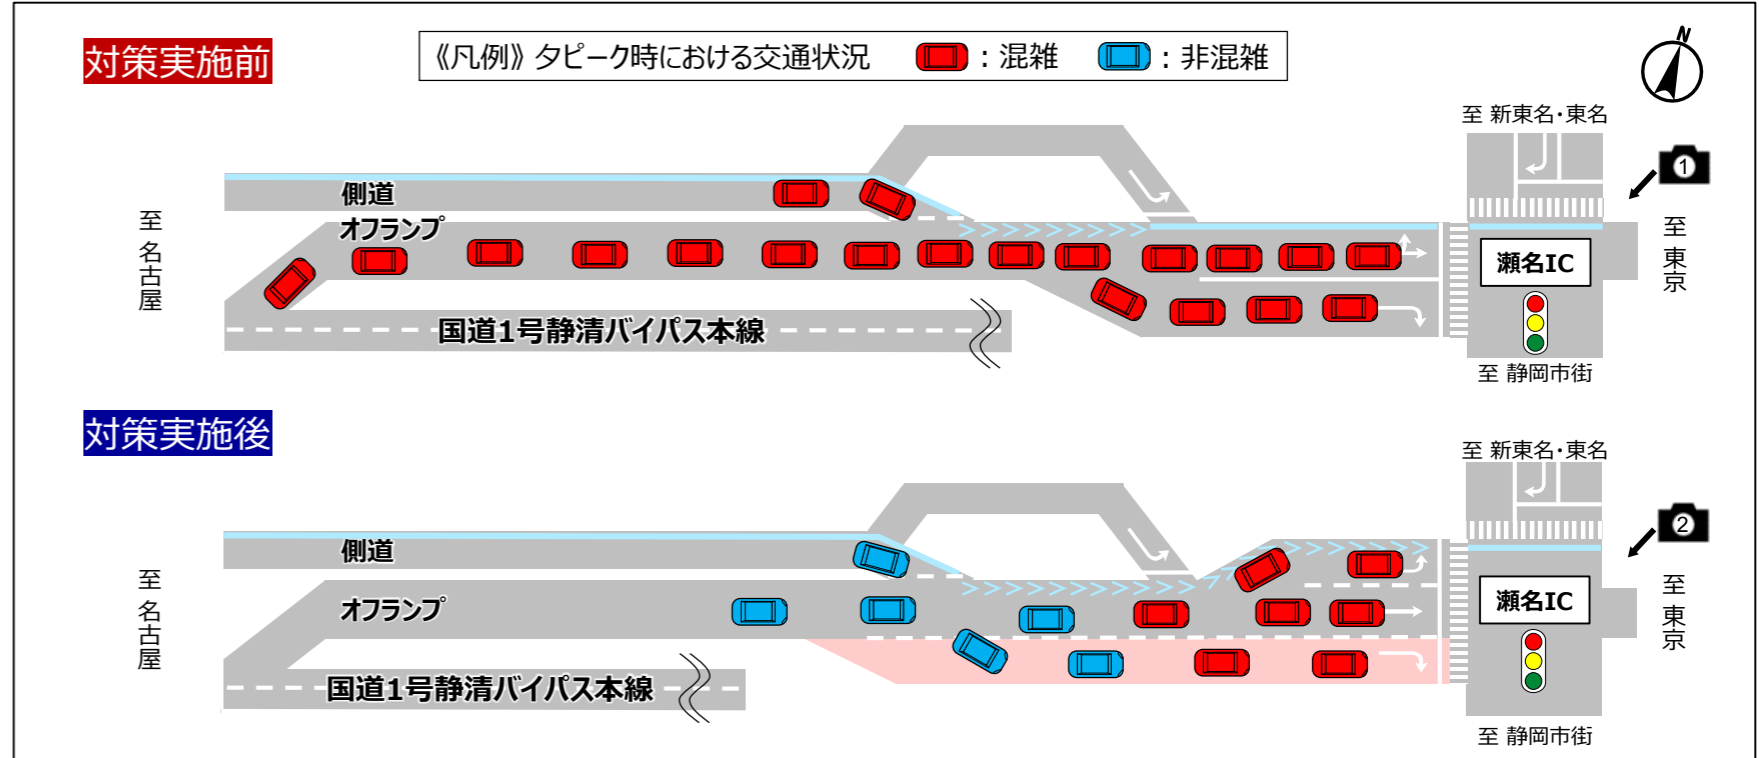 対策実施前
《凡例》夕ピーク時における交通状況 ：混雑 ：非混雑
N
至 新東名・東名
1
側道
オフランプ
至 名古屋
至 東京
瀬名IC
国道1号静清バイパス本線
至 静岡市街
対策実施後
至 新東名・東名
2
側道
オフランプ
至 名古屋
至 東京
瀬名IC
国道1号静清バイパス本線
至 静岡市街